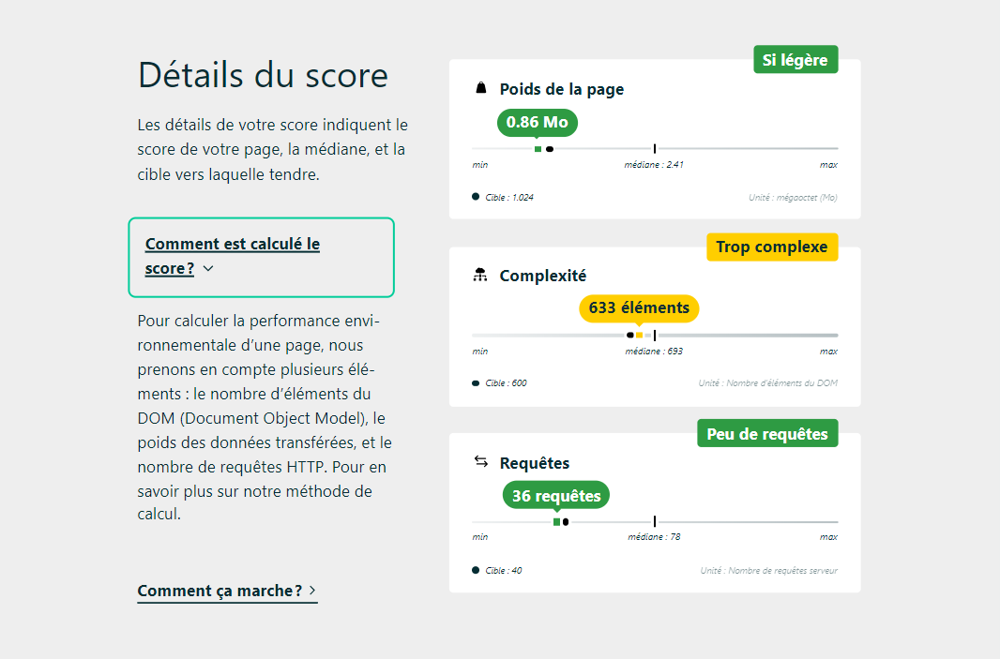 Détails du score
Les détails de votre score indiquent le
score de votre page, la médiane, et la
cible vers laquelle tendre.
Comment est calculé le
score ?
Pour calculer la performance envi-
ronnementale d’une page, nous
prenons en compte plusieurs élé-
ments : le nombre d’éléments du
DOM (Document Object Model), le
poids des données transférées, et le
nombre de requêtes HTTP. Pour en
savoir plus sur notre méthode de
calcul.
Comment ça marche ?
Si légère
Poids de la page
0.86 Mo
min
médiane : 2.41
max
Cible : 1.024
Unité : mégaoctet (Mo)
Trop complexe
Complexité
633 éléments
min
médiane : 693
max
Cible : 600
Unité : Nombre d’éléments du DOM
Peu de requêtes
Requêtes
36 requêtes
min
médiane : 78
max
Cible : 40
Unité : Nombre de requêtes serveur